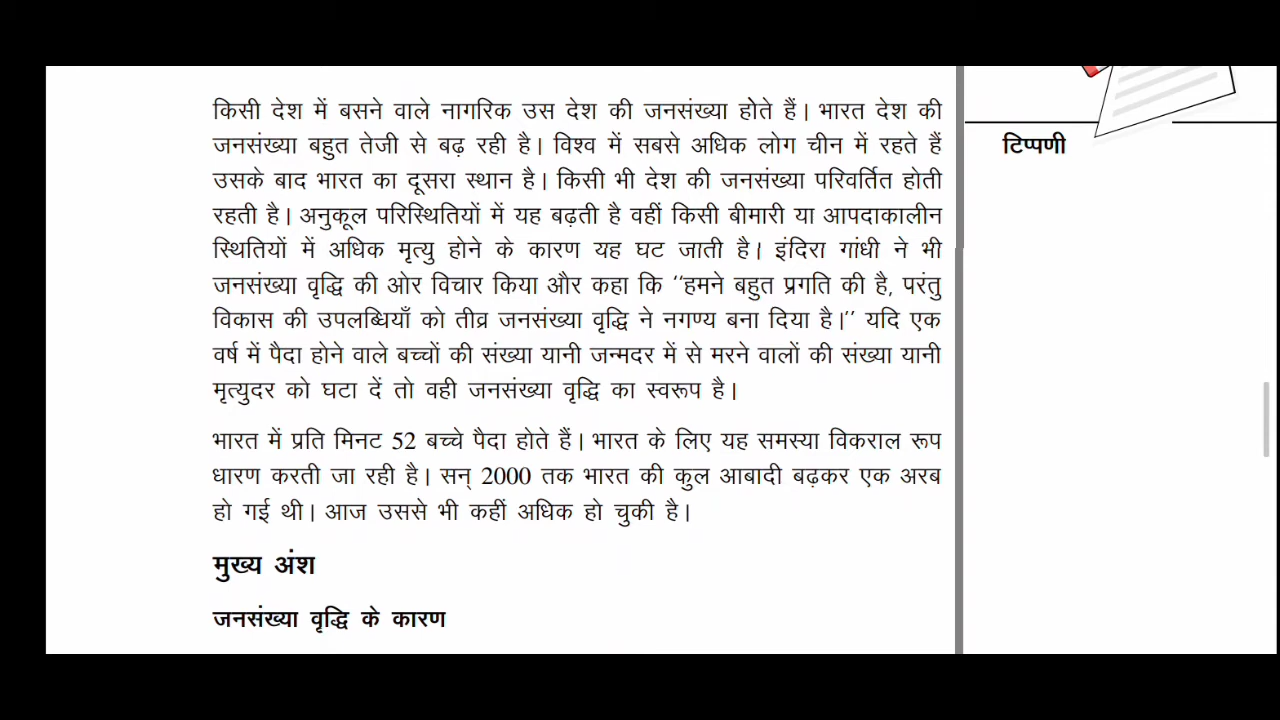 किसी देश में बसने वाले नागरिक उस देश की जनसंख्या होते हैं। भारत देश की
जनसंख्या बहुत तेजी से बढ़ रही है। विश्व में सबसे अधिक लोग चीन में रहते हैं
उसके बाद भारत का दूसरा स्थान है। किसी भी देश की जनसंख्या परिवर्तित होती
रहती है। अनुकूल परिस्थितियों में यह बढ़ती है वहीं किसी बीमारी या आपदाकालीन
स्थितियों में अधिक मृत्यु होने के कारण यह घट जाती है। इंदिरा गांधी ने भी
जनसंख्या वृद्धि की ओर विचार किया और कहा कि ‘‘हमने बहुत प्रगति की है, परंतु
विकास की उपलब्धियाँ को तीव्र जनसंख्या वृद्धि ने नगण्य बना दिया है।’’ यदि एक
वर्ष में पैदा होने वाले बच्चों की संख्या यानी जन्मदर में से मरने वालों की संख्या यानी
मृत्युदर को घटा दें तो वही जनसंख्या वृद्धि का स्वरूप है।
भारत में प्रति मिनट 52 बच्चे पैदा होते हैं। भारत के लिए यह समस्या विकराल रूप
धारण करती जा रही है। सन् 2000 तक भारत की कुल आबादी बढ़कर एक अरब
हो गई थी। आज उससे भी कहीं अधिक हो चुकी है।
मुख्य अंश
जनसंख्या वृद्धि के कारण
टिप्पणी